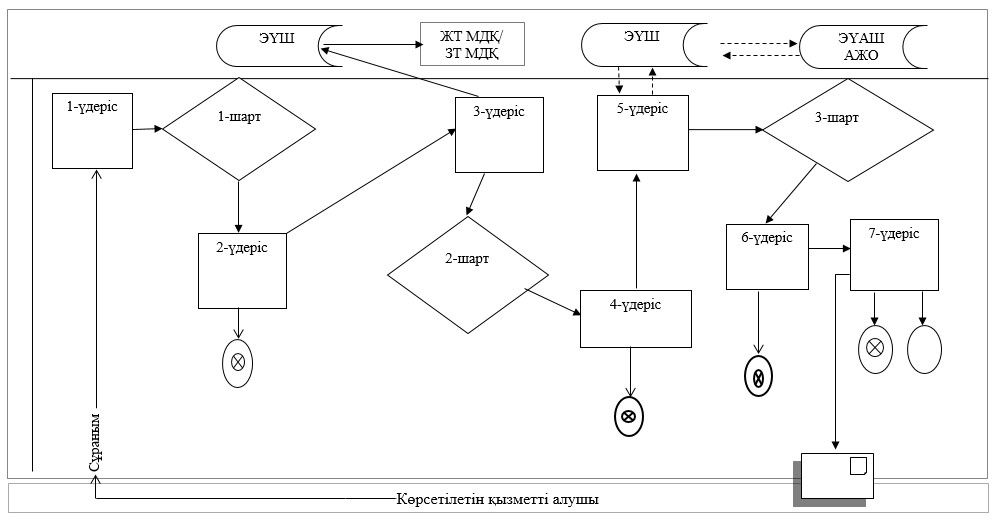 ЭҮШ
ЖТ МДҚ/
ЗТ МДҚ
ЭҮШ
ЭҮАШ
АЖО
1-үдеріс
1-шарт
3-үдеріс
5-үдеріс
3-шарт
2-үдеріс
2-шарт
6-үдеріс
7-үдеріс
4-үдеріс
Сұраным
Көрсетілетін қызметті алушы